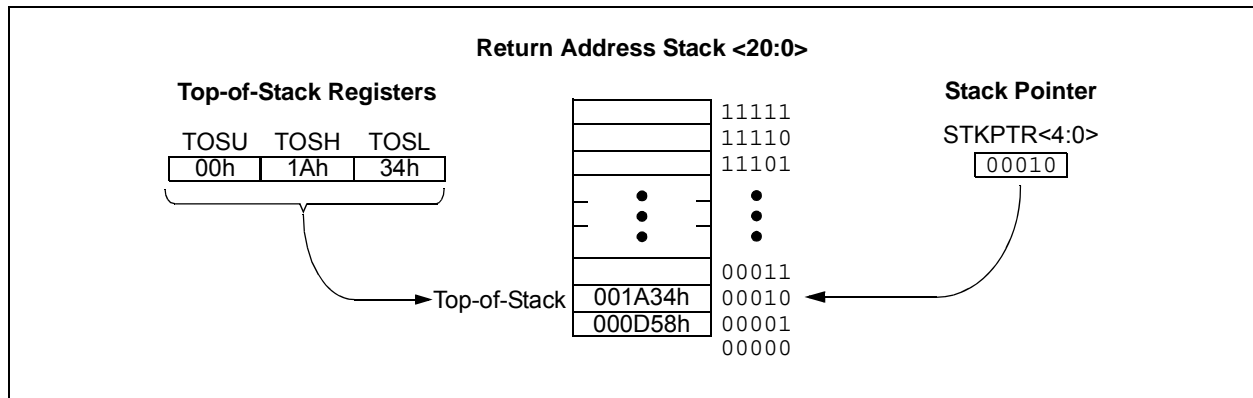 Return Address Stack <20:0>
Top-of-Stack Registers
TOSU TOSH TOSL
00h 1Ah 34h
Stack Pointer
STKPTR<4:0>
00010
11111
11110
11101
00011
Top-of-Stack 001A34h 00010
000D58h 00001
00000